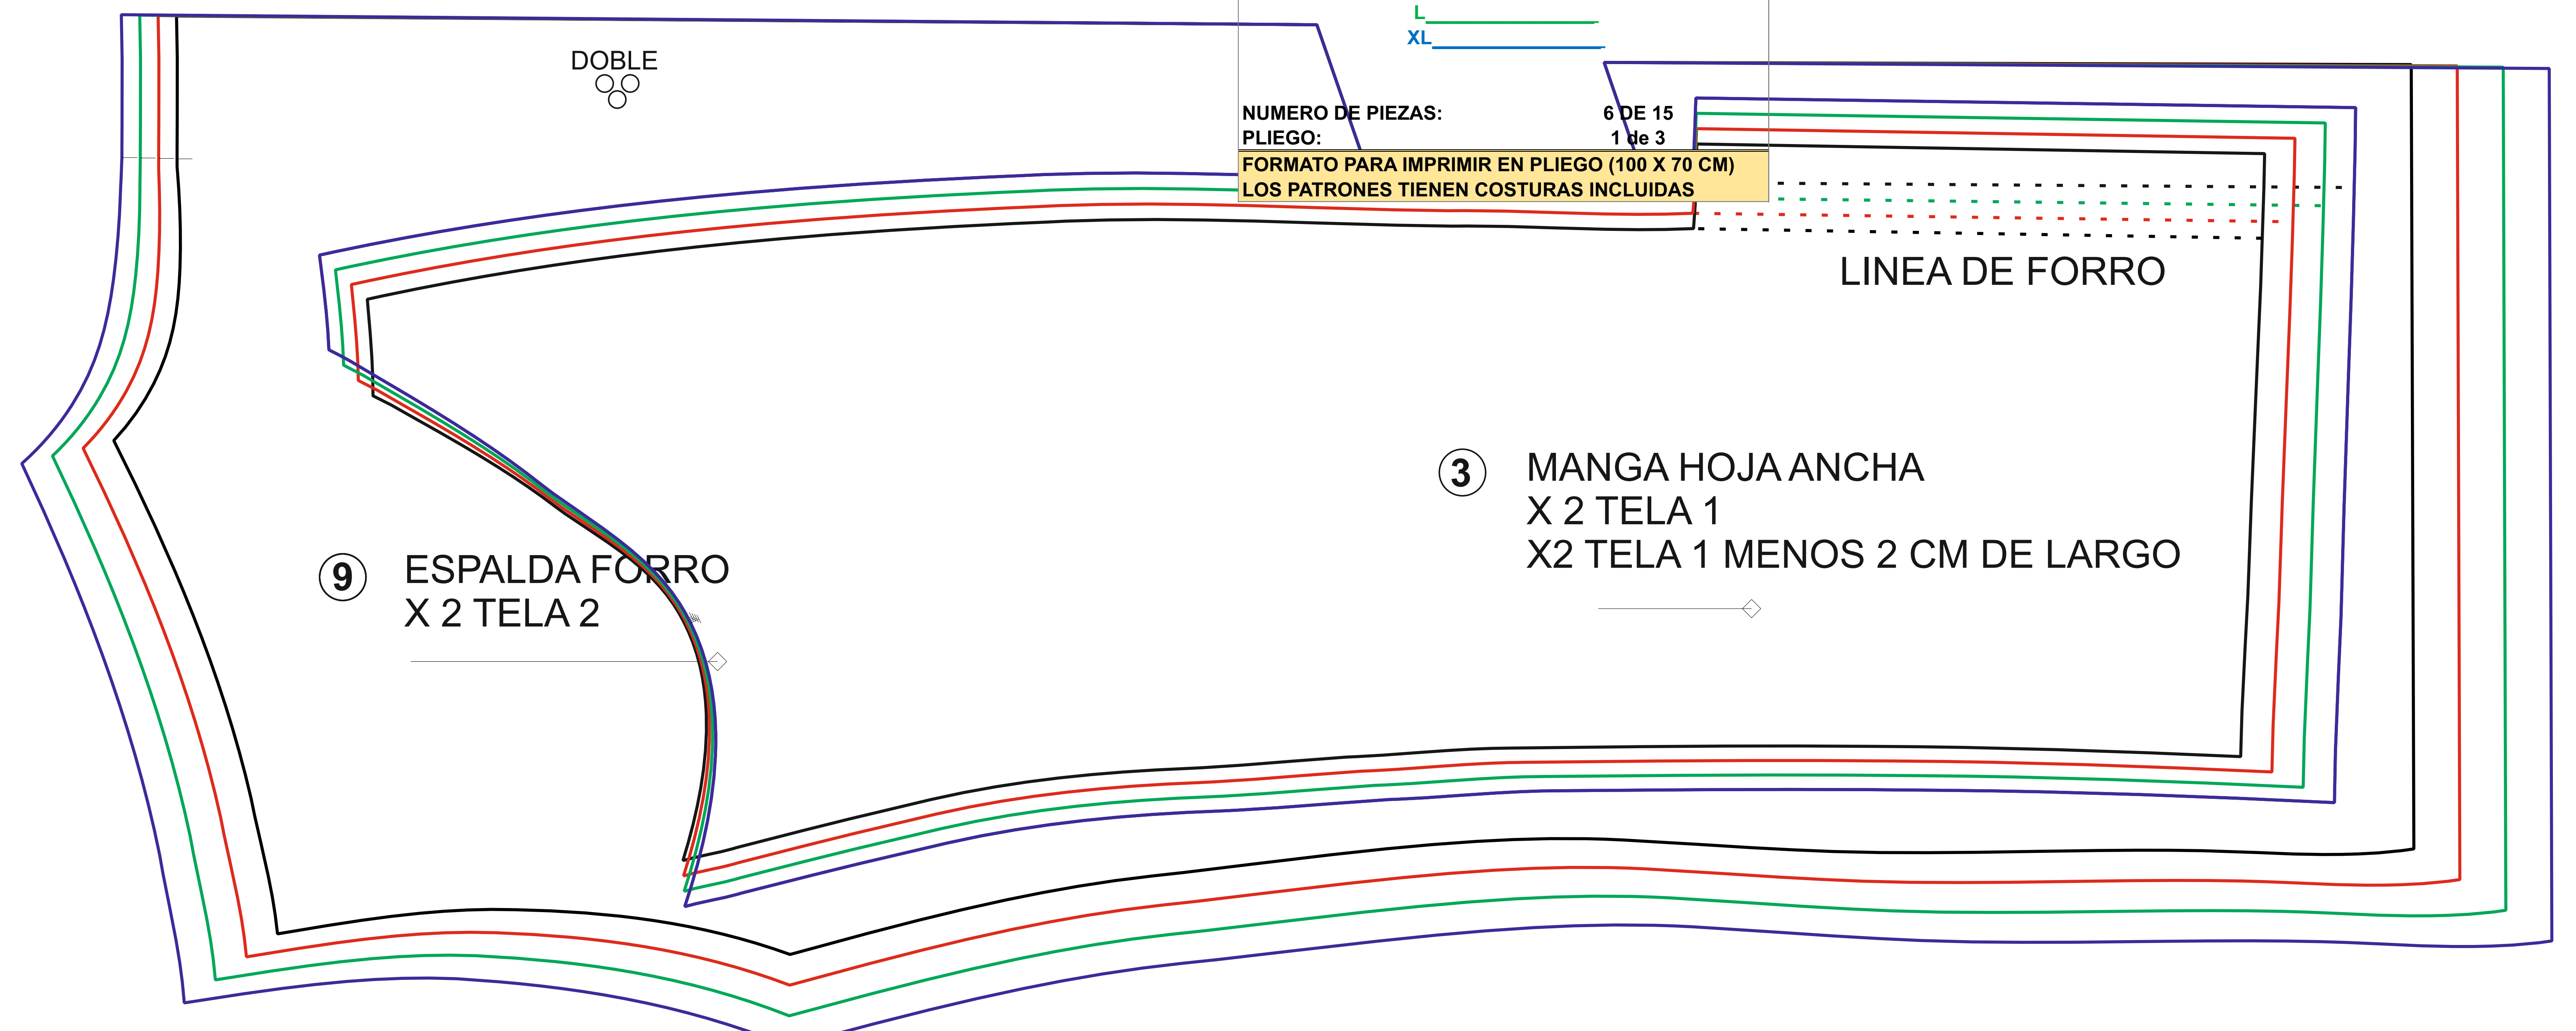 L
XL
DOBLE
NUMERO DE PIEZAS: 6 DE 15
PLIEGO: 1 de 3
FORMATO PARA IMPRIMIR EN PLIEGO (100 X 70 CM)
LOS PATRONES TIENEN COSTURAS INCLUIDAS
LINEA DE FORRO
3 MANGA HOJA ANCHA
X 2 TELA 1
X2 TELA 1 MENOS 2 CM DE LARGO
9 ESPALDA FORRO
X 2 TELA 2